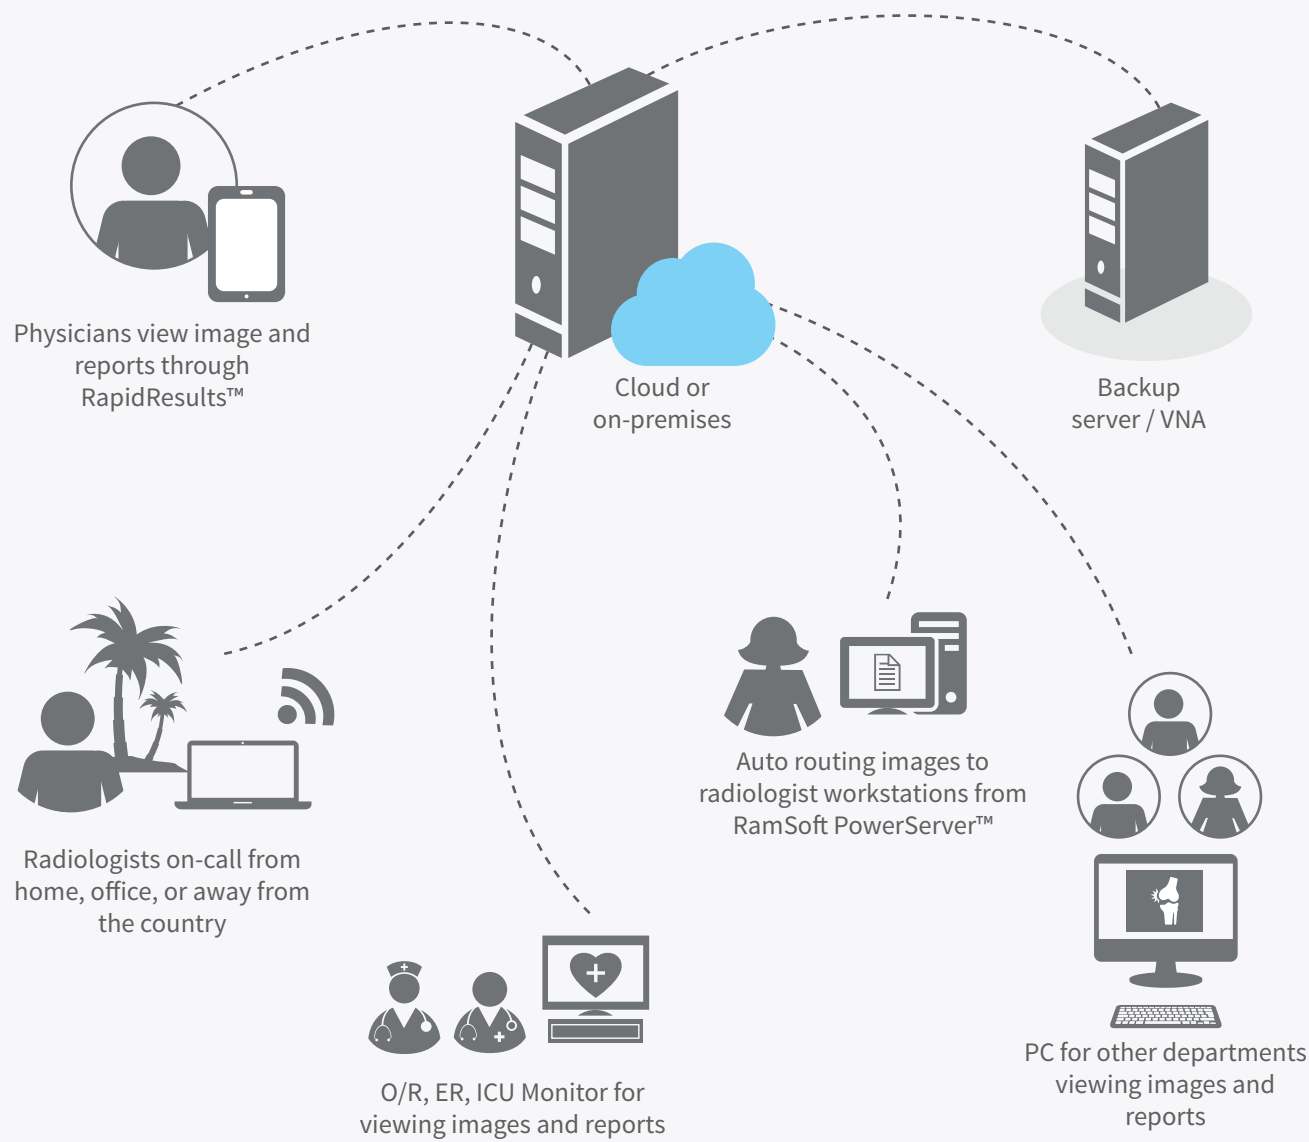 Physicians view image and
reports through
RapidResults™
Cloud or
on-premises
Backup
server / VNA
Radiologists on-call from
home, office, or away from
the country
Auto routing images to
radiologist workstations from
RamSoft PowerServer™
O/R, ER, ICU Monitor for
viewing images and reports
PC for other departments
viewing images and
reports